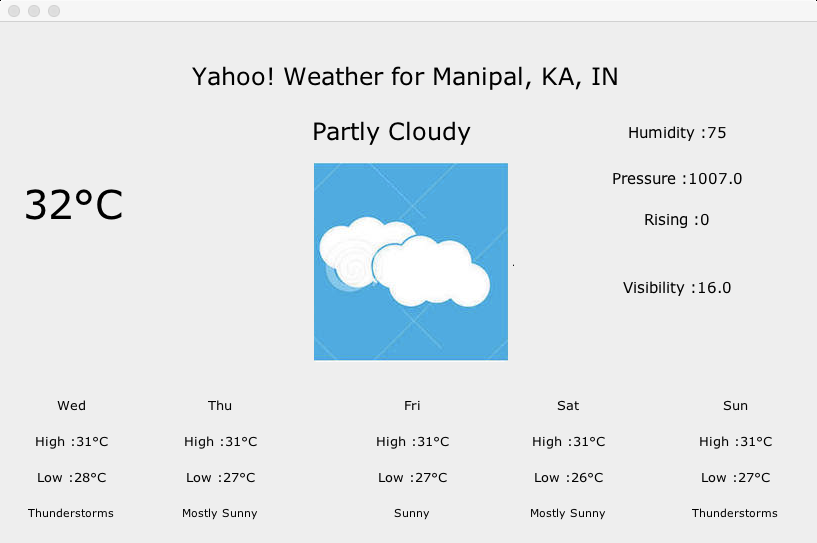 Yahoo! Weather for Manipal, KA, IN
Partly Cloudy
Humidity :75
Pressure :1007.0
32°C
Rising :0
.
Visibility :16.0
Wed Thu Fri Sat Sun
High :31°C High :31°C High :31°C High :31°C High :31°C
Low :28°C Low :27°C Low :27°C Low :26°C Low :27°C
Thunderstorms Mostly Sunny Sunny Mostly Sunny Thunderstorms